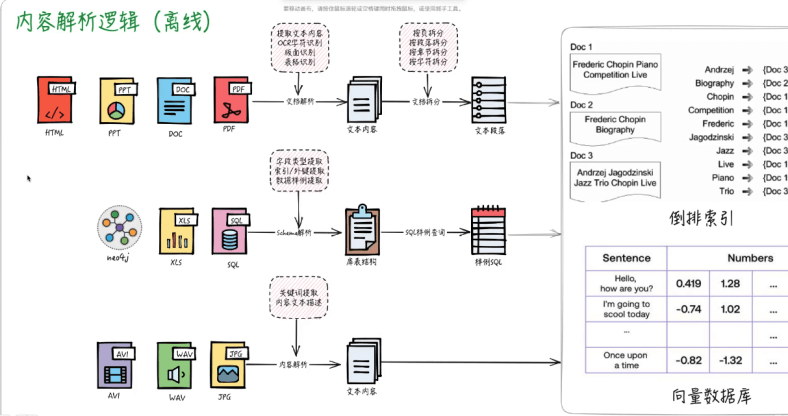 要移动画布，请按住鼠标滚轮或空格键同时拖拽鼠标，或使用抓手工具。
内容解析逻辑（离线）
提取文本内容
OCR字符识别
版面识别
表格识别
按页拆分
按段落拆分
按章节拆分
按字符拆分
HTML
PPT
DOC
PDF
文档解析
文档拆分
HTML
PPT
DOC
PDF
文本内容
文本段落
字段类型提取
索引/外键提取
数据样例提取
XLS
SQL
Schema解析
SQL样例查询
neo4j
XLS
SQL
库表结构
样例SQL
关键词提取
内容文本描述
AVI
WAV
JPG
内容解析
AVI
WAV
JPG
文本内容
Doc 1
Frederic Chopin Piano
Competition Live
Doc 2
Frederic Chopin
Biography
Doc 3
Andrzej Jagodzinski
Jazz Trio Chopin Live
Andrzej → {Doc 3
Biography → {Doc 2
Chopin → {Doc 1
Competition → {Doc 1
Frederic → {Doc 1
Jagodzinski → {Doc 3
Jazz → {Doc 3
Live → {Doc 1
Piano → {Doc 1
Trio → {Doc 3
倒排索引
Sentence Numbers
Hello,
how are you? 0.419 1.28 ...
I'm going to
scool today -0.74 1.02 ...
... ...
Once upon
a time -0.82 -1.32 ...
向量数据库